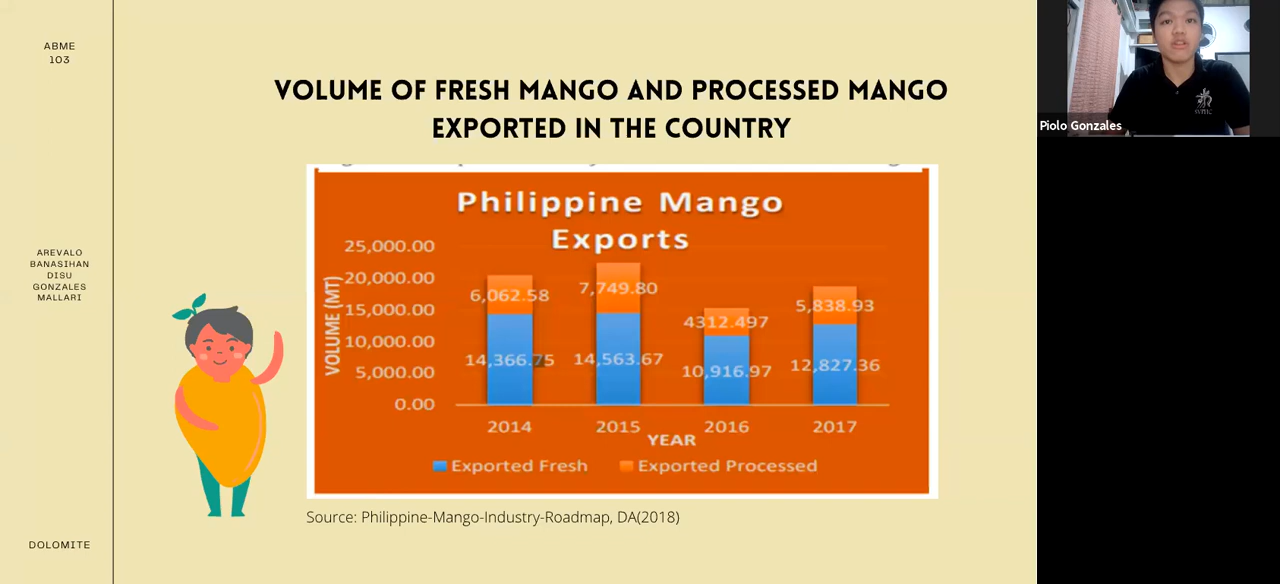 ABME
103
VOLUME OF FRESH MANGO AND PROCESSED MANGO
EXPORTED IN THE COUNTRY
Piolo Gonzales
Philippine Mango
Exports
25,000.00
20,000.00
15,000.00
10,000.00
5,000.00
0.00
VOLUME (MT)
6,062.58
7,749.80
4312.497
5,838.93
14,366.75
14,563.67
10,916.97
12,827.36
2014 2015 2016 2017
YEAR
Exported Fresh Exported Processed
Source: Philippine-Mango-Industry-Roadmap, DA(2018)
AREVALO
BANASIHAN
DISU
GONZALES
MALLARI
DOLOMITE